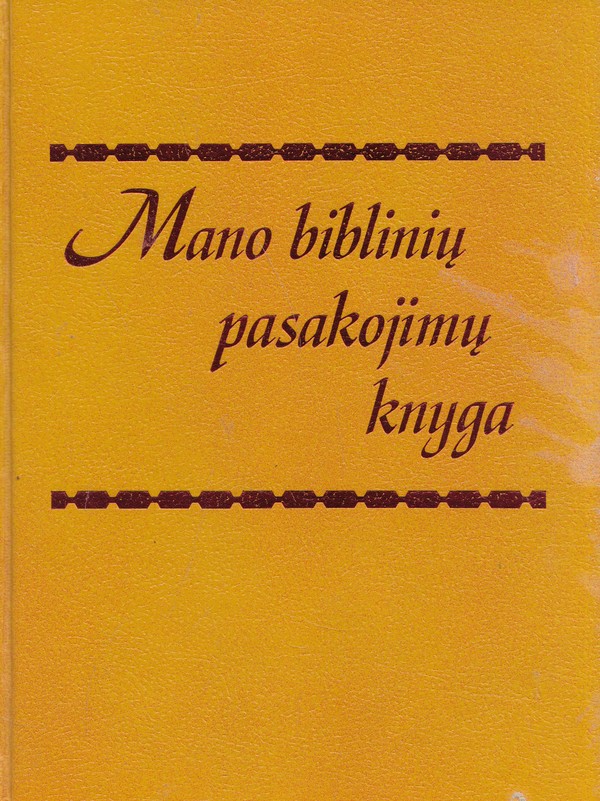 Mano biblinių
pasakojimų
knyga